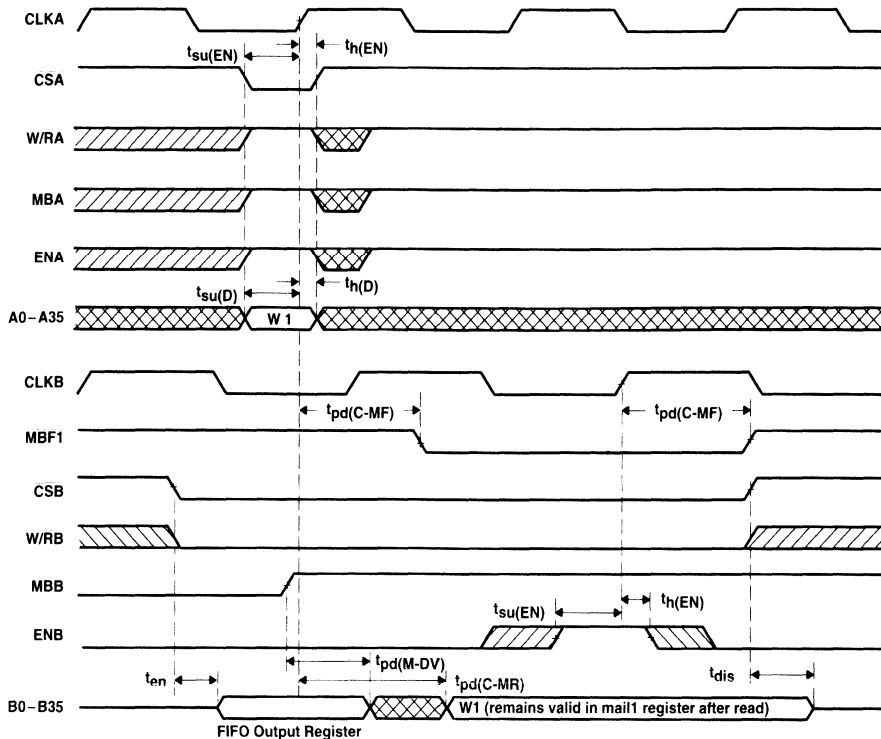 CLKA
tsu(EN)
th(EN)
CSA
W/RA
MBA
ENA
tsu(D)
th(D)
A0–A35
W 1
CLKB
tpd(C-MF)
tpd(C-MF)
MBF1
CSB
W/RB
MBB
tsu(EN)
th(EN)
ENB
tpd(M-DV)
ten
tpd(C-MR)
tdis
B0–B35
W1 (remains valid in mail1 register after read)
FIFO Output Register